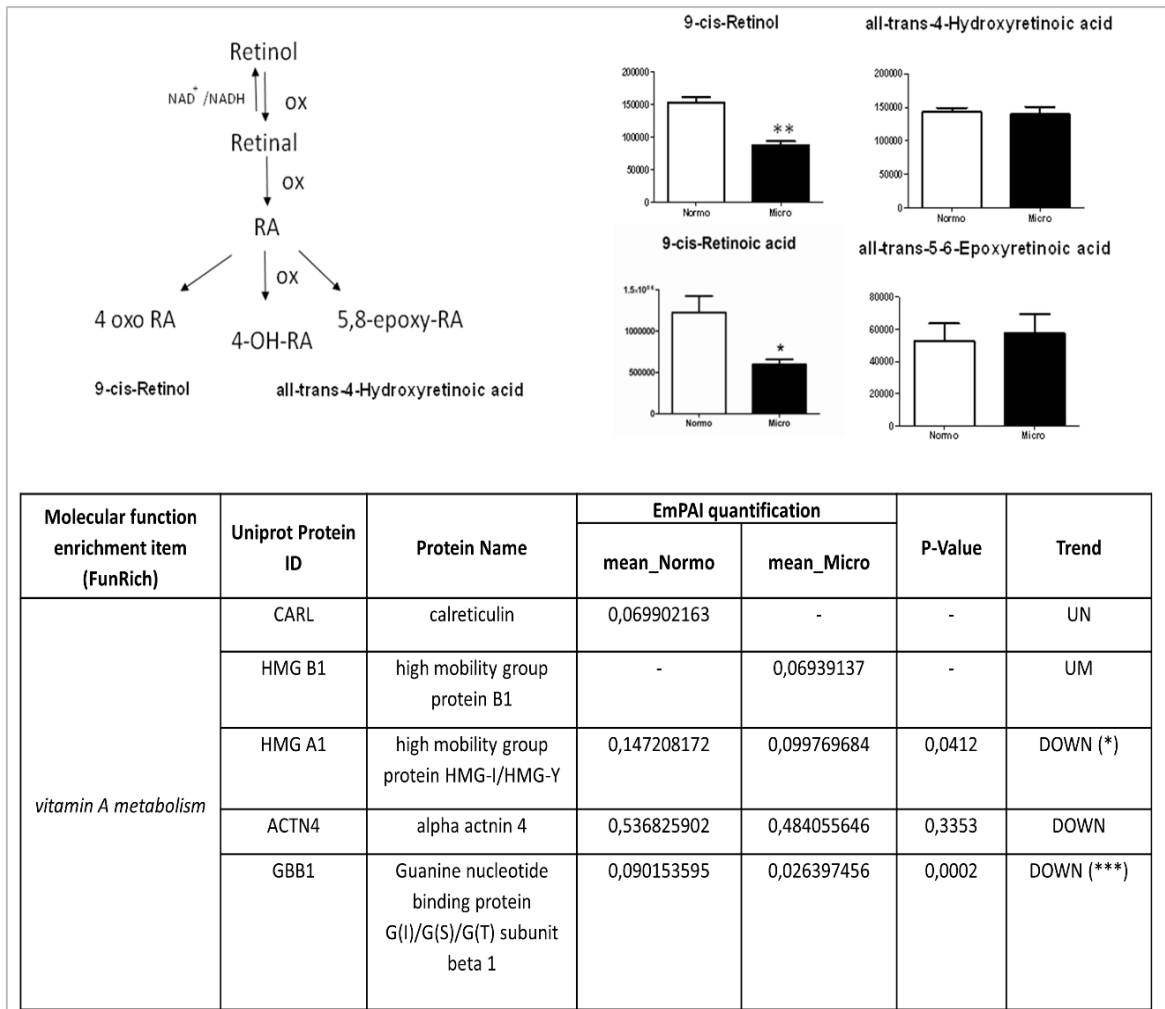 Retinol
NAD+/NADH
OX
Retinal
OX
RA
OX
4 oxo RA
4-OH-RA
5,8-epoxy-RA
9-cis-Retinol
all-trans-4-Hydroxyretinoic acid
9-cis-Retinol
200000
150000
100000
50000
0
**
Normo
Micro
all-trans-4-Hydroxyretinoic acid
200000
150000
100000
50000
0
Normo
Micro
9-cis-Retinoic acid
1000000
500000
0
*
Normo
Micro
all-trans-5-6-Epoxyretinoic acid
80000
60000
40000
20000
0
Normo
Micro
Molecular function
enrichment item
(FunRich)
Uniprot Protein
ID
Protein Name
EmPAI quantification
mean_Normo
mean_Micro
P-Value
Trend
vitamin A metabolism
CARL
calreticulin
0,069902163
-
-
UN
HMG B1
high mobility group
protein B1
-
0,06939137
-
UM
HMG A1
high mobility group
protein HMG-I/HMG-Y
0,147208172
0,099769684
0,0412
DOWN (*)
ACTN4
alpha actnin 4
0,536825902
0,484055646
0,3353
DOWN
GBB1
Guanine nucleotide
binding protein
G(I)/G(S)/G(T) subunit
beta 1
0,090153595
0,026397456
0,0002
DOWN (***)